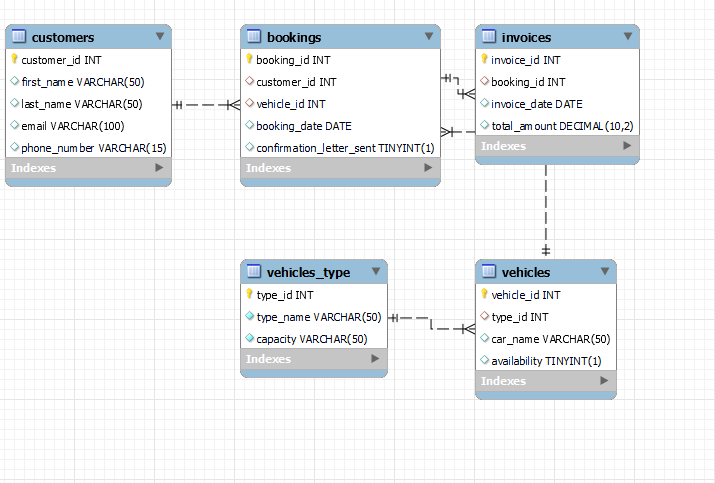 customers
customer_id INT
first_name VARCHAR(50)
last_name VARCHAR(50)
email VARCHAR(100)
phone_number VARCHAR(15)
Indexes
bookings
booking_id INT
customer_id INT
vehicle_id INT
booking_date DATE
confirmation_letter_sent TINYINT(1)
Indexes
invoices
invoice_id INT
booking_id INT
invoice_date DATE
total_amount DECIMAL(10,2)
Indexes
vehicles_type
type_id INT
type_name VARCHAR(50)
capacity VARCHAR(50)
Indexes
vehicles
vehicle_id INT
type_id INT
car_name VARCHAR(50)
availability TINYINT(1)
Indexes